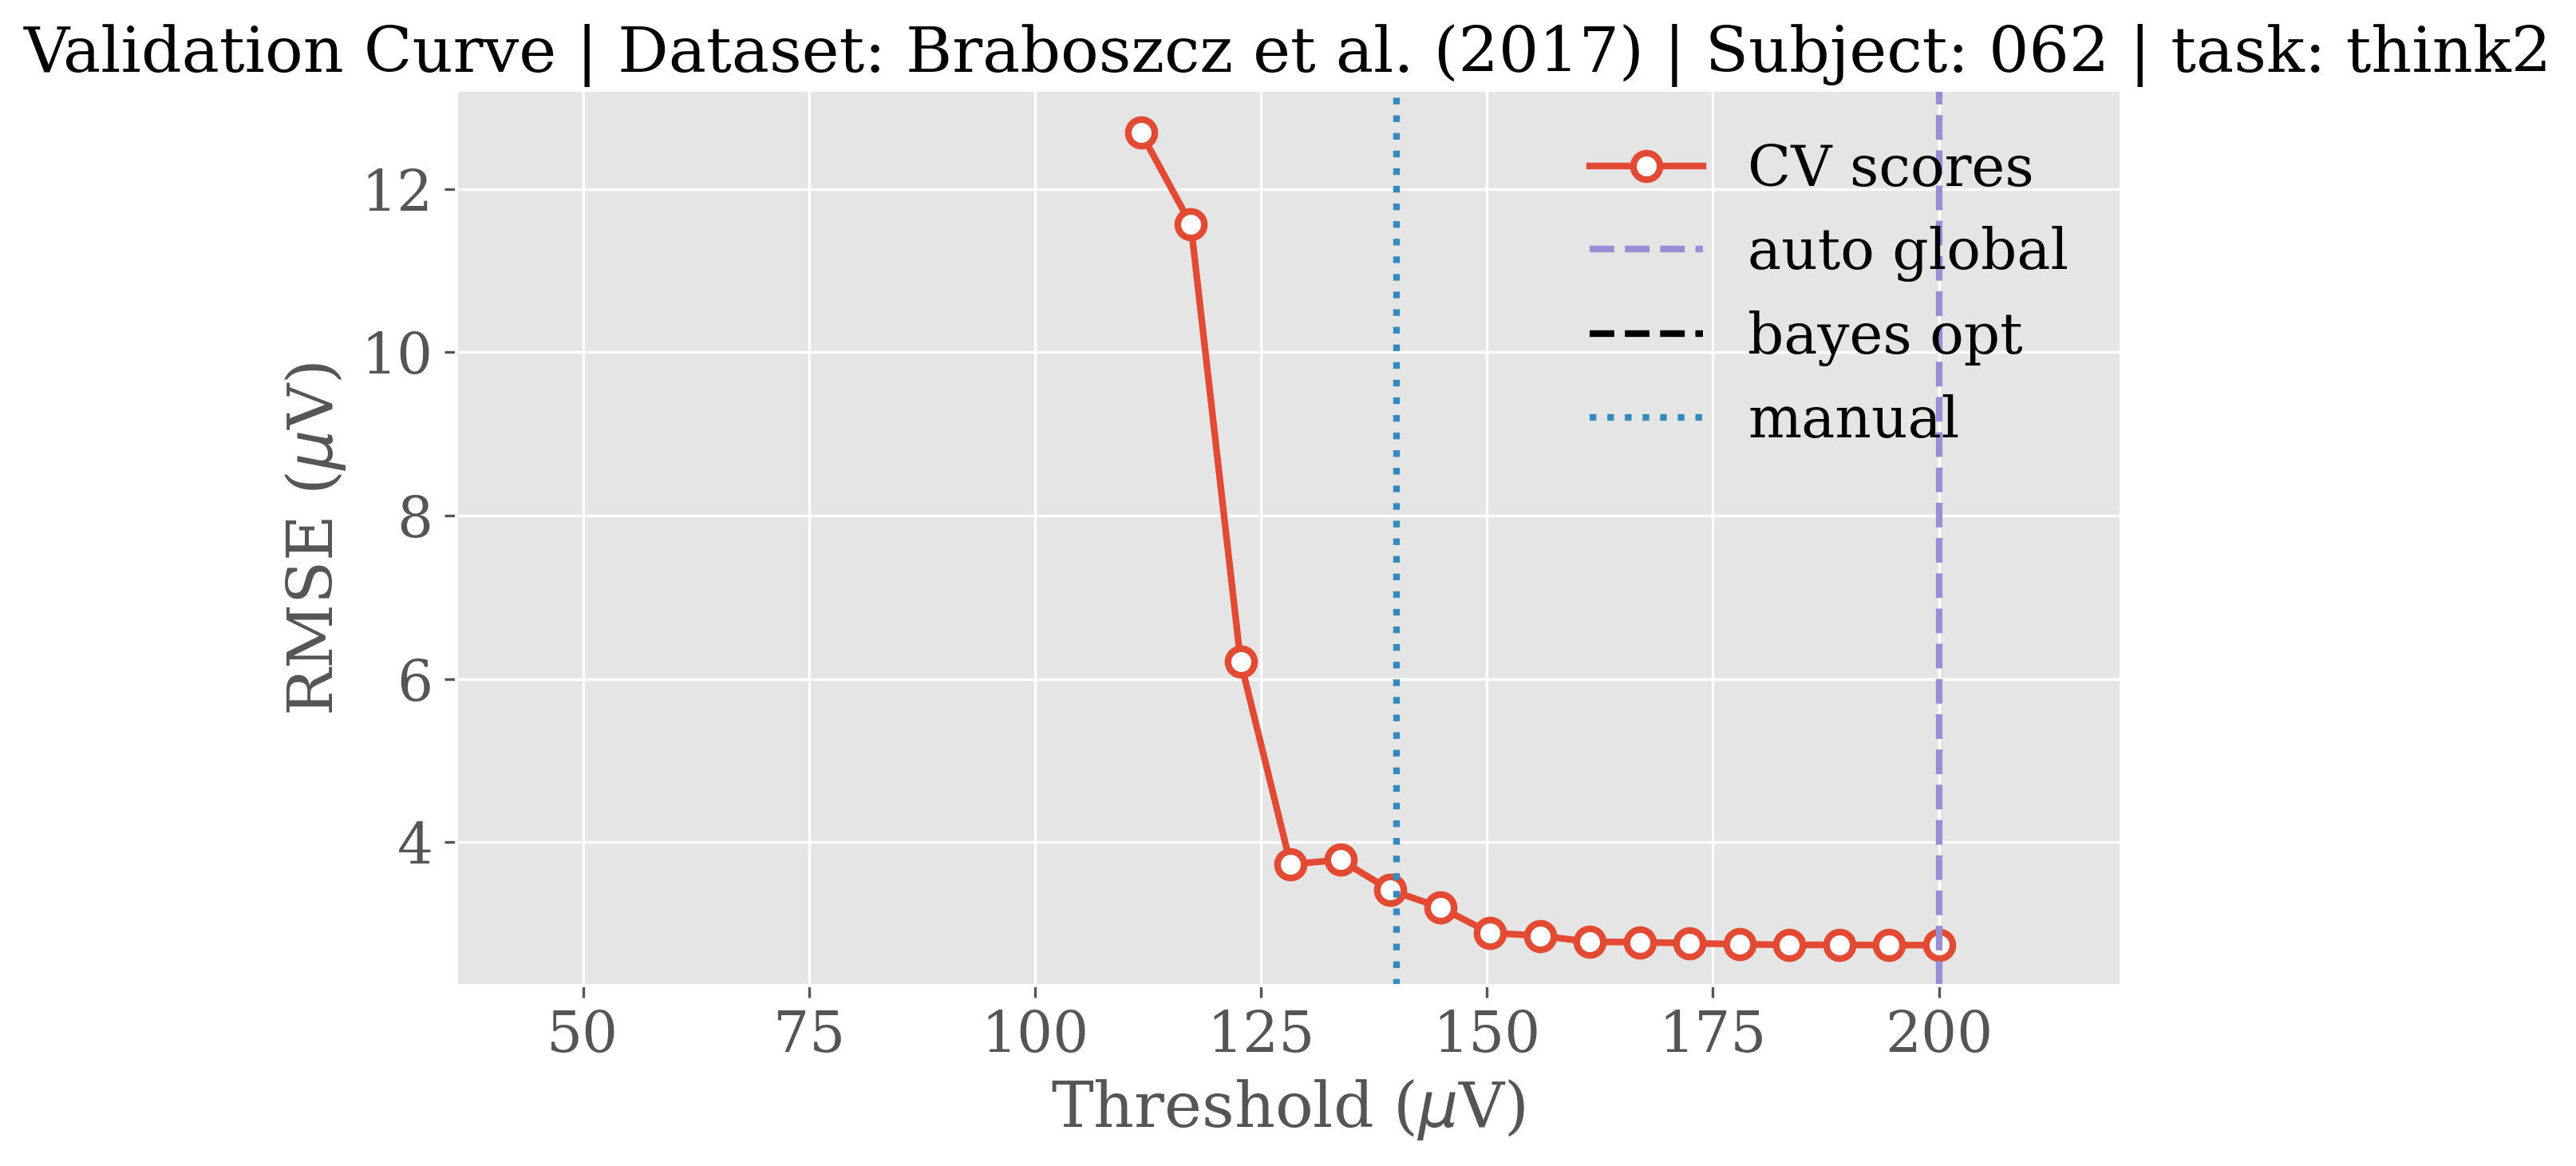 Validation Curve | Dataset: Braboszcz et al. (2017) | Subject: 062 | task: think2
CV scores
auto global
bayes opt
manual
RMSE (μV)
12
10
8
6
4
50 75 100 125 150 175 200
Threshold (μV)